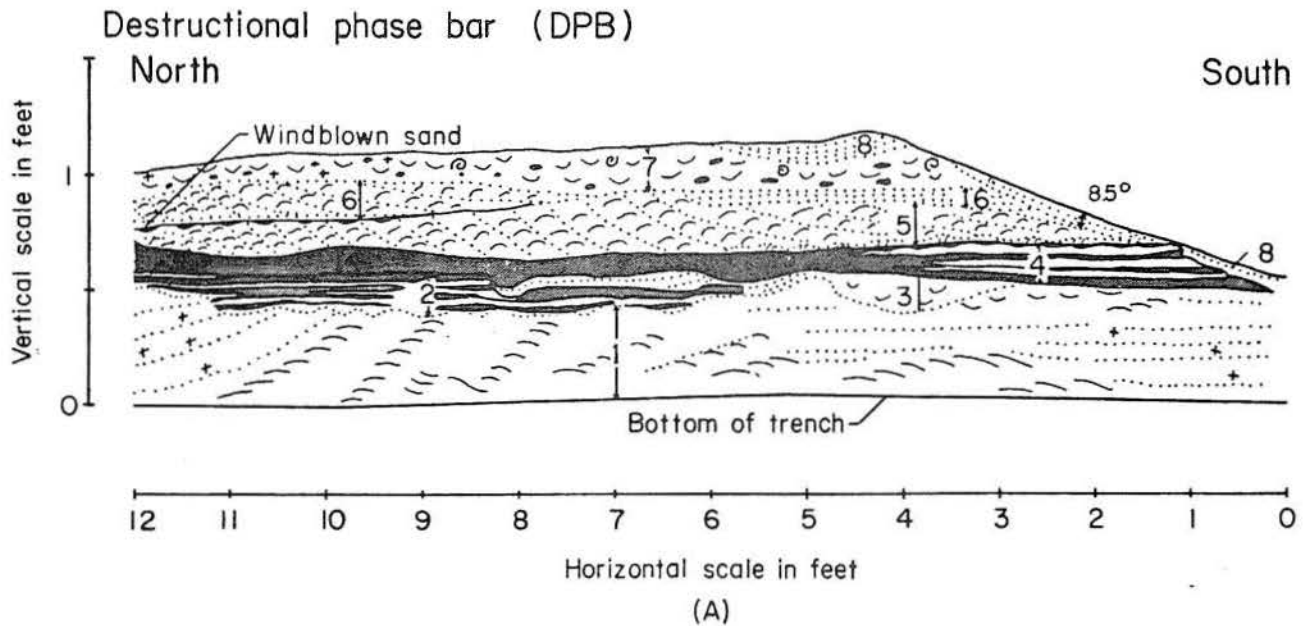 Destructional phase bar (DPB)
North
South
Windblown sand
8
7
1
6
I6
85°
5
8
4
2
3
1
0
Bottom of trench
Vertical scale in feet
12 11 10 9 8 7 6 5 4 3 2 1 0
Horizontal scale in feet
(A)